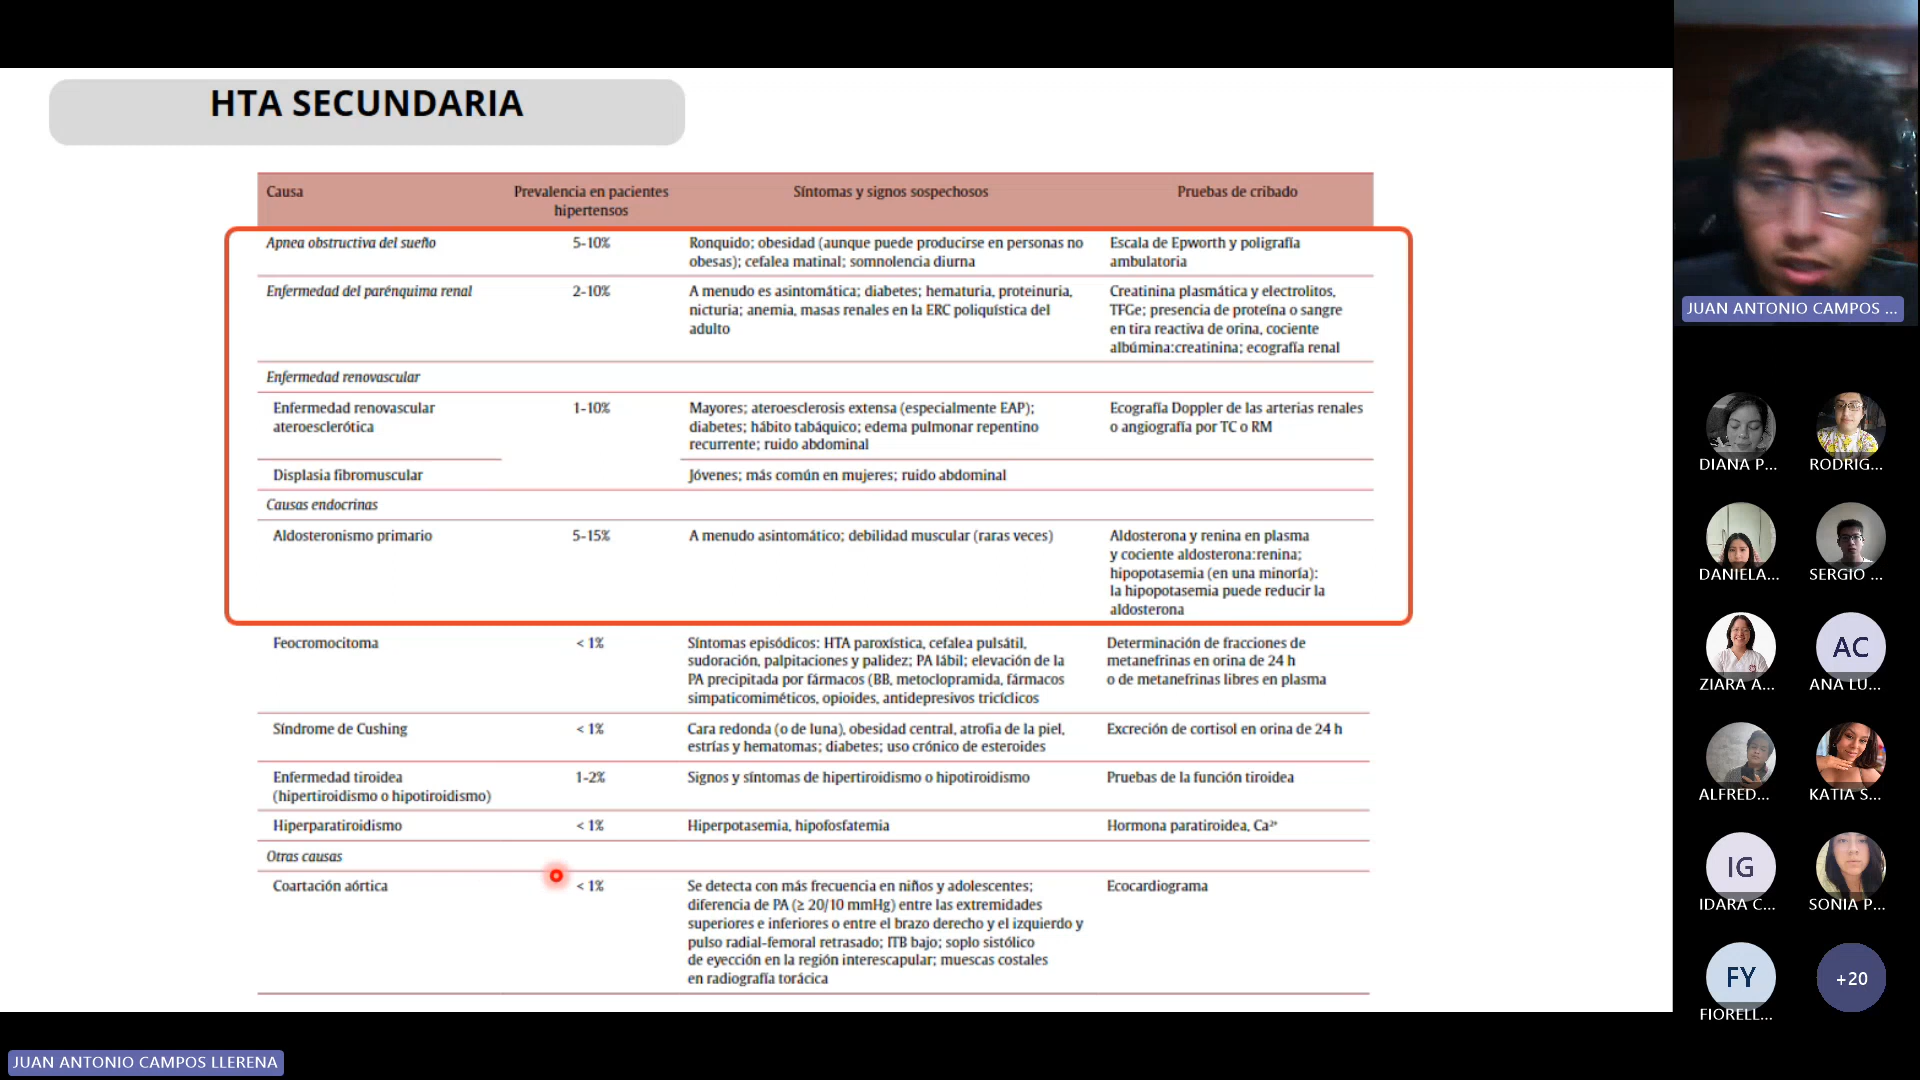 HTA SECUNDARIA
Causa
Prevalencia en pacientes
hipertensos
Síntomas y signos sospechosos
Pruebas de cribado
Apnea obstructiva del sueño
5-10%
Ronquido; obesidad (aunque puede producirse en personas no
obesas); cefalea matinal; somnolencia diurna
Escala de Epworth y poligrafía
ambulatoria
Enfermedad del parénquima renal
2-10%
A menudo es asintomática; diabetes; hematuria, proteinuria,
nicturia; anemia, masas renales en la ERC poliquística del
adulto
Creatinina plasmática y electrolitos,
TFGe; presencia de proteína o sangre
en tira reactiva de orina, cociente
albúmina:creatinina; ecografía renal
Enfermedad renovascular
Enfermedad renovascular
ateroesclerótica
1-10%
Mayores; ateroesclerosis extensa (especialmente EAP);
diabetes; hábito tabáquico; edema pulmonar repentino
recurrente; ruido abdominal
Ecografía Doppler de las arterias renales
o angiografía por TC o RM
Displasia fibromuscular
Jóvenes; más común en mujeres; ruido abdominal
Causas endocrinas
Aldosteronismo primario
5-15%
A menudo asintomático; debilidad muscular (raras veces)
Aldosterona y renina en plasma
y cociente aldosterona:renina;
hipopotasemia (en una minoría):
la hipopotasemia puede reducir la
aldosterona
Feocromocitoma
< 1%
Síntomas episódicos: HTA paroxística, cefalea pulsátil,
sudoración, palpitaciones y palidez; PA lábil; elevación de la
PA precipitada por fármacos (BB, metoclopramida, fármacos
simpaticomiméticos, opioides, antidepresivos tricíclicos
Determinación de fracciones de
metanefrinas en orina de 24 h
o de metanefrinas libres en plasma
Síndrome de Cushing
< 1%
Cara redonda (o de luna), obesidad central, atrofia de la piel,
estrías y hematomas; diabetes; uso crónico de esteroides
Excreción de cortisol en orina de 24 h
Enfermedad tiroidea
(hipertiroidismo o hipotiroidismo)
1-2%
Signos y síntomas de hipertiroidismo o hipotiroidismo
Pruebas de la función tiroidea
Hiperparatiroidismo
< 1%
Hiperpotasemia, hipofosfatemia
Hormona paratiroidea, Ca²⁺
Otras causas
Coartación aórtica
< 1%
Se detecta con más frecuencia en niños y adolescentes;
diferencia de PA (≥ 20/10 mmHg) entre las extremidades
superiores e inferiores o entre el brazo derecho y el izquierdo y
pulso radial-femoral retrasado; ITB bajo; soplo sistólico
de eyección en la región interescapular; muescas costales
en radiografía torácica
Ecocardiograma
JUAN ANTONIO CAMPOS ...
DIANA P...
RODRIG...
DANIELA...
SERGIO ...
ZIARA A...
AC
ANA LU...
ALFRED...
KATIA S...
IG
IDARA C...
SONIA P...
FY
FIORELL...
+20
JUAN ANTONIO CAMPOS LLERENA